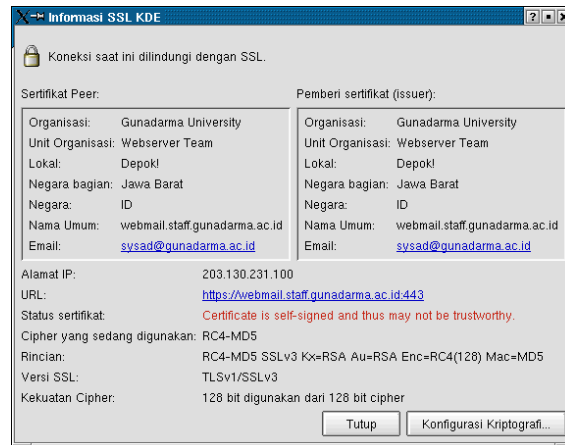 Informasi SSL KDE
Koneksi saat ini dilindungi dengan SSL.
Sertifikat Peer:
Organisasi: Gunadarma University
Unit Organisasi: Webserver Team
Lokal: Depok!
Negara bagian: Jawa Barat
Negara: ID
Nama Umum: webmail.staff.gunadarma.ac.id
Email: sysad@gunadarma.ac.id
Pemberi sertifikat (issuer):
Organisasi: Gunadarma University
Unit Organisasi: Webserver Team
Lokal: Depok!
Negara bagian: Jawa Barat
Negara: ID
Nama Umum: webmail.staff.gunadarma.ac.id
Email: sysad@gunadarma.ac.id
Alamat IP: 203.130.231.100
URL: https://webmail.staff.gunadarma.ac.id:443
Status sertifikat: Certificate is self-signed and thus may not be trustworthy.
Cipher yang sedang digunakan: RC4-MD5
Rincian: RC4-MD5 SSLv3 Kx=RSA Au=RSA Enc=RC4(128) Mac=MD5
Versi SSL: TLSv1/SSLv3
Kekuatan Cipher: 128 bit digunakan dari 128 bit cipher
Tutup
Konfigurasi Kriptografi...